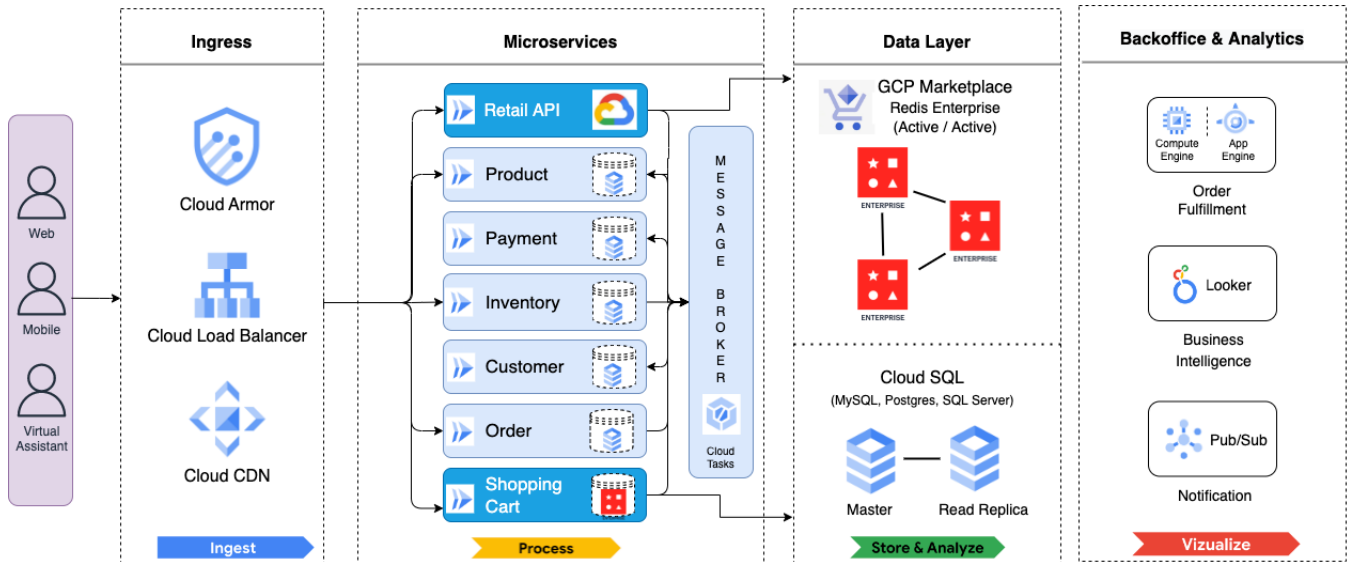 Web
Mobile
Virtual
Assistant
Ingress
Cloud Armor
Cloud Load Balancer
Cloud CDN
Ingest
Microservices
Retail API
Product
Payment
Inventory
Customer
Order
Shopping
Cart
MESSAGE BROKER
Cloud
Tasks
Process
Data Layer
GCP Marketplace
Redis Enterprise
(Active / Active)
ENTERPRISE
ENTERPRISE
ENTERPRISE
Cloud SQL
(MySQL, Postgres, SQL Server)
Master
Read Replica
Store & Analyze
Backoffice & Analytics
Compute
Engine
App
Engine
Order
Fulfillment
Looker
Business
Intelligence
Pub/Sub
Notification
Vizualize